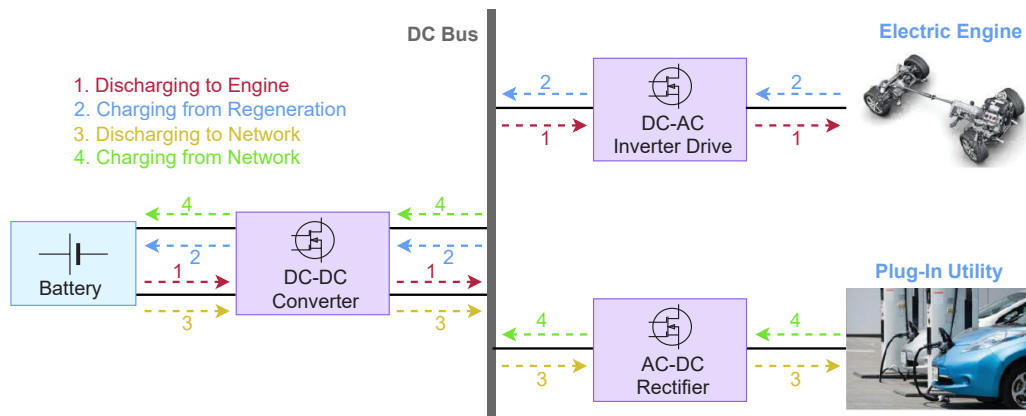 DC Bus
Electric Engine
1. Discharging to Engine
2. Charging from Regeneration
3. Discharging to Network
4. Charging from Network
2
2
DC-AC
Inverter Drive
1
1
4
4
Battery
2
2
DC-DC
Converter
1
1
3
3
Plug-In Utility
4
4
AC-DC
Rectifier
3
3